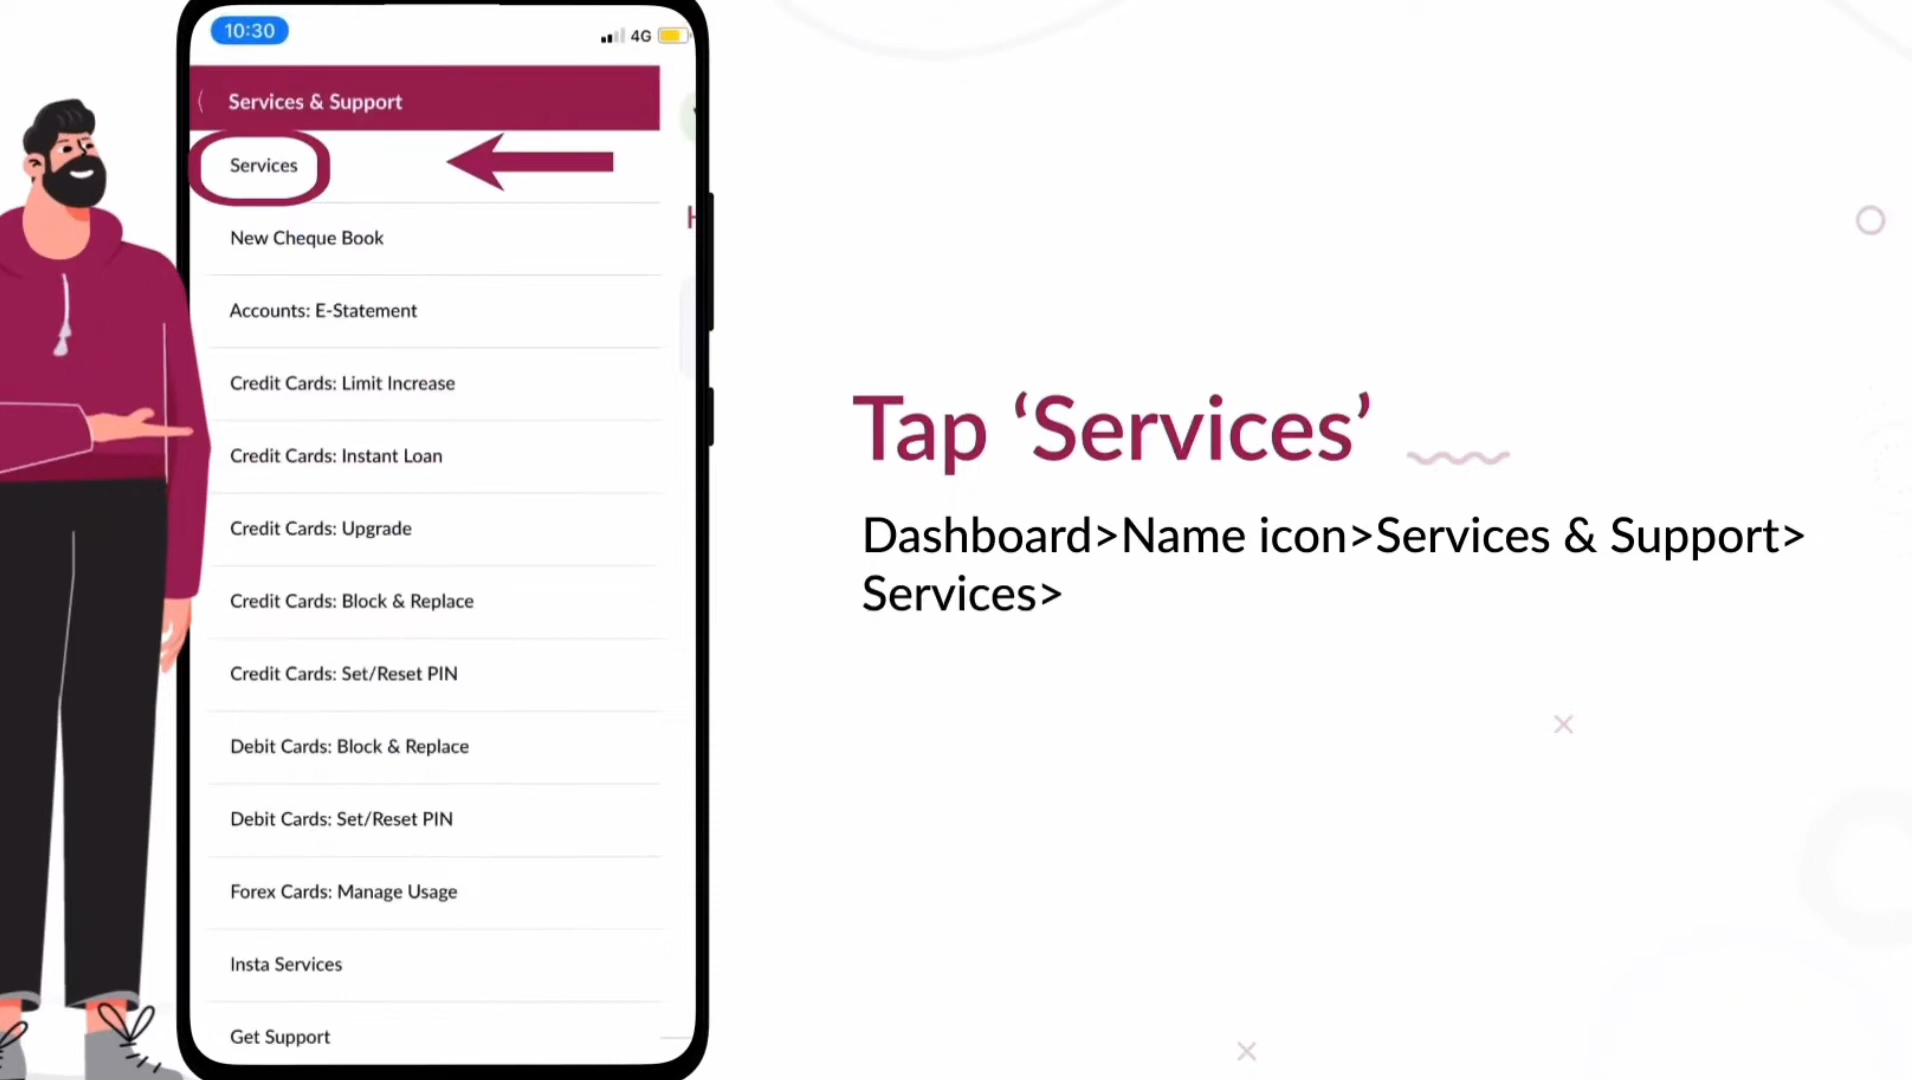 10:30
4G
Services & Support
Services
New Cheque Book
Accounts: E-Statement
Credit Cards: Limit Increase
Credit Cards: Instant Loan
Credit Cards: Upgrade
Credit Cards: Block & Replace
Credit Cards: Set/Reset PIN
Debit Cards: Block & Replace
Debit Cards: Set/Reset PIN
Forex Cards: Manage Usage
Insta Services
Get Support
Tap ‘Services’
Dashboard>Name icon>Services & Support>
Services>